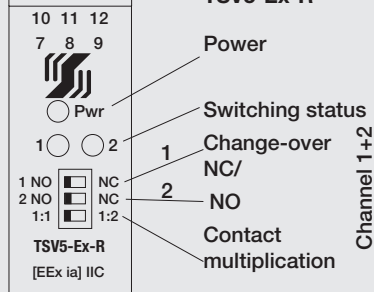 TSV5-Ex-R
10 11 12
7 8 9
Power
Pwr
Switching status
1 2
1 Change-over
NC/
1 NO NC
2 NO NC
2 NO
1:1 1:2
Contact
multiplication
TSV5-Ex-R
[EEx ia] IIC
Channel 1+2